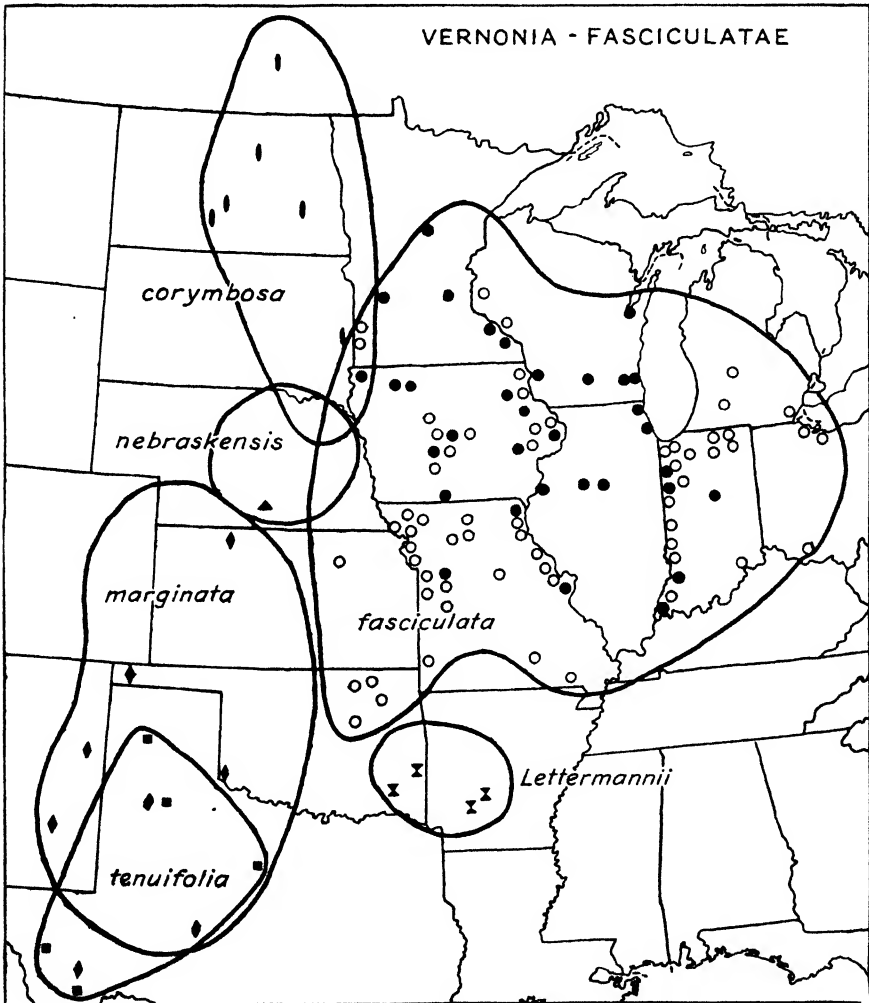 VERNONIA - FASCICULATAE
corymbosa
nebraskensis
marginata
fasciculata
Lettermannii
tenuifolia